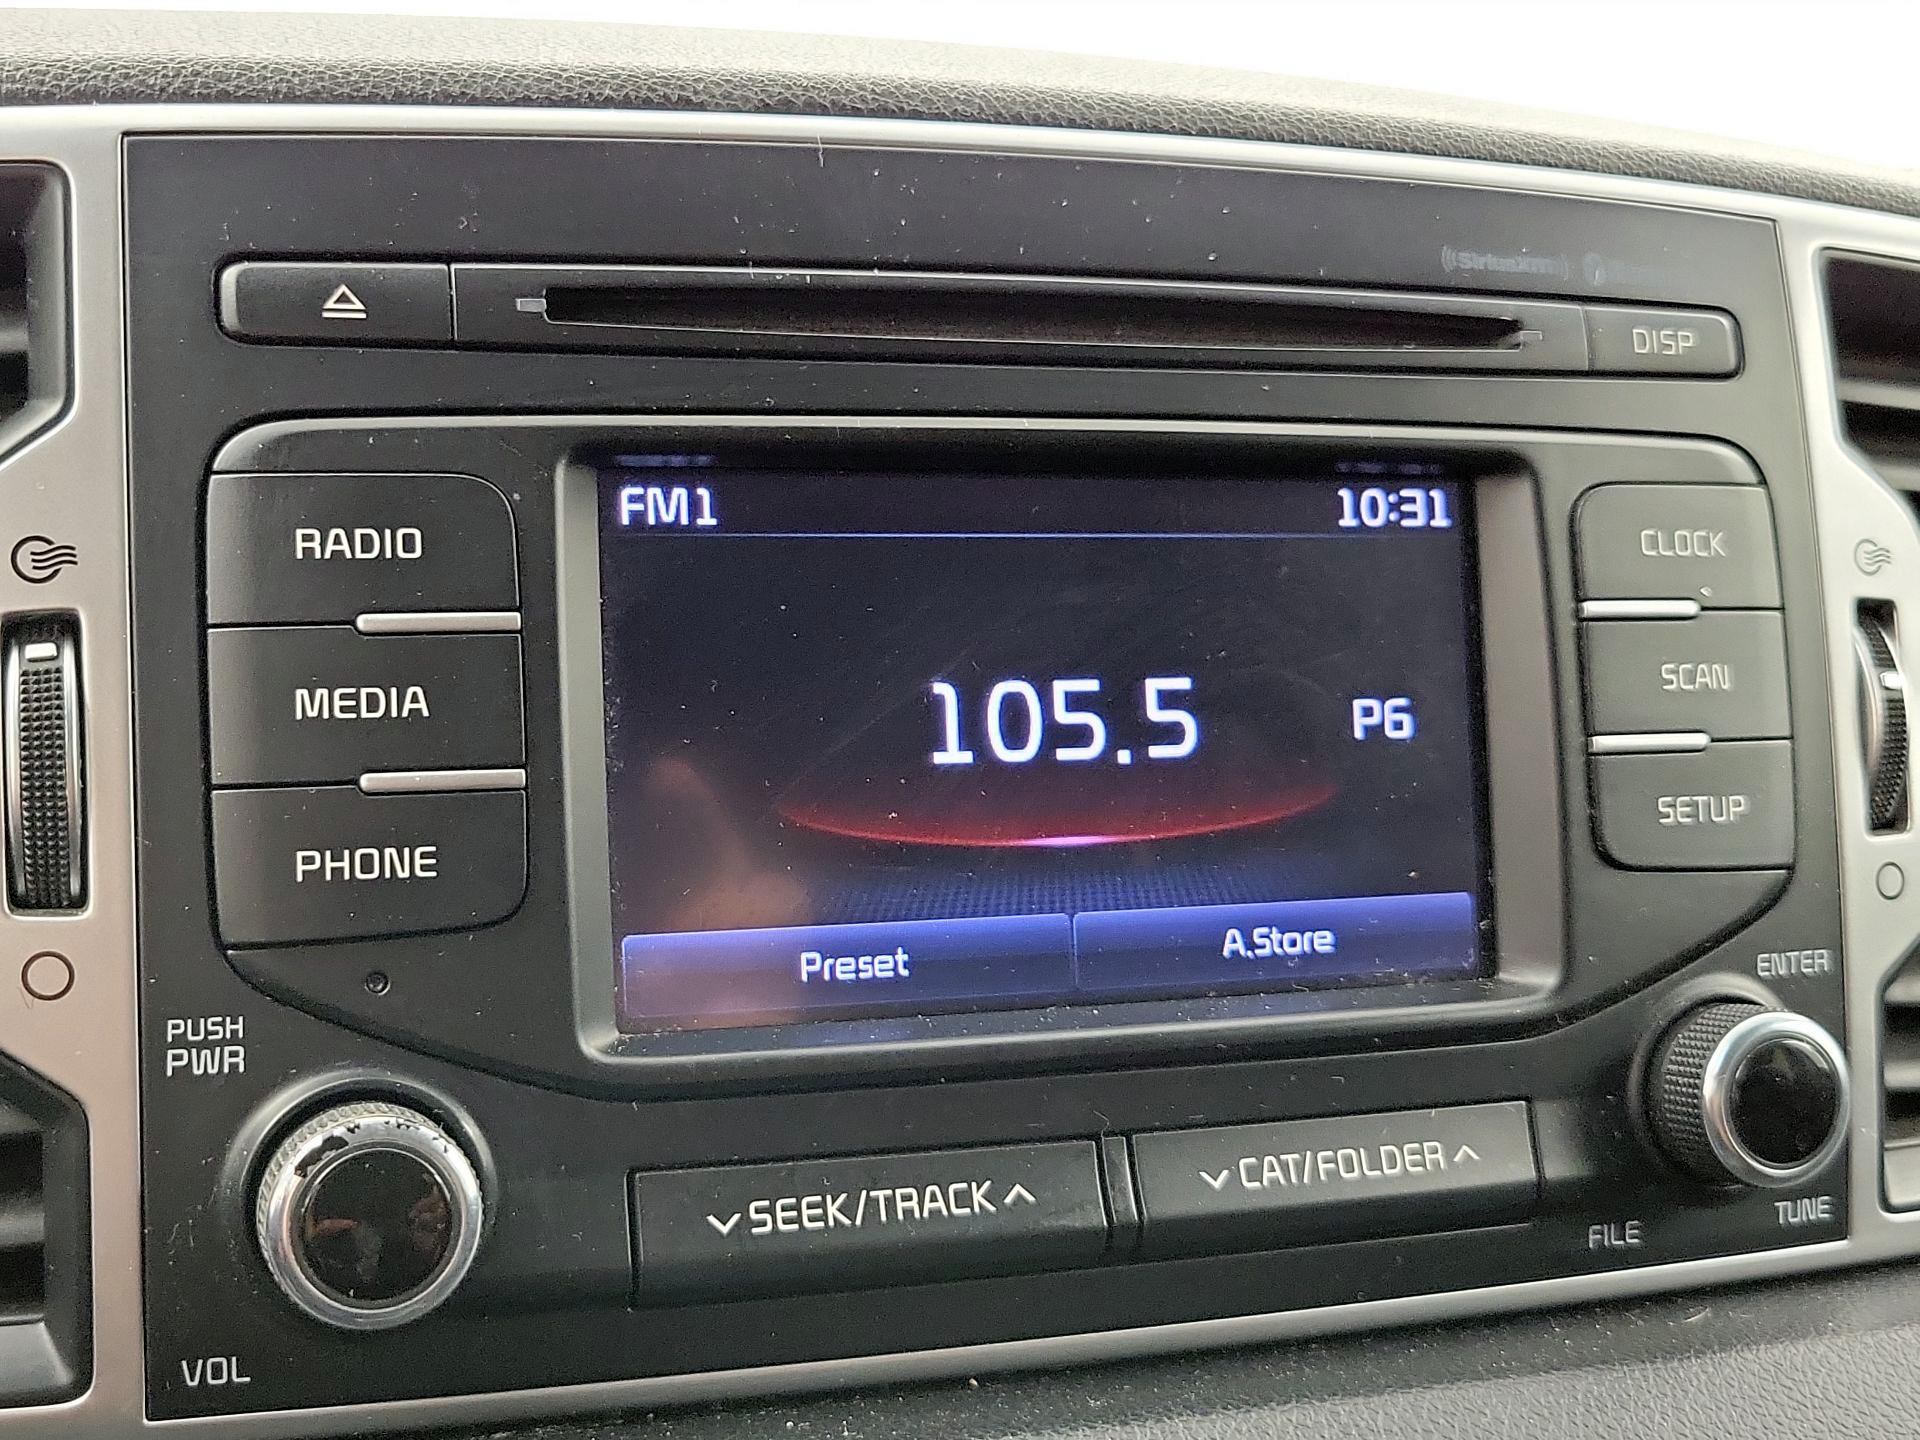 SiriusXM
DISP
FM1 10:31
RADIO
MEDIA
PHONE
105.5 P6
Preset A.Store
CLOCK
SCAN
SETUP
PUSH
PWR
VOL
SEEK/TRACK
CAT/FOLDER
ENTER
FILE
TUNE